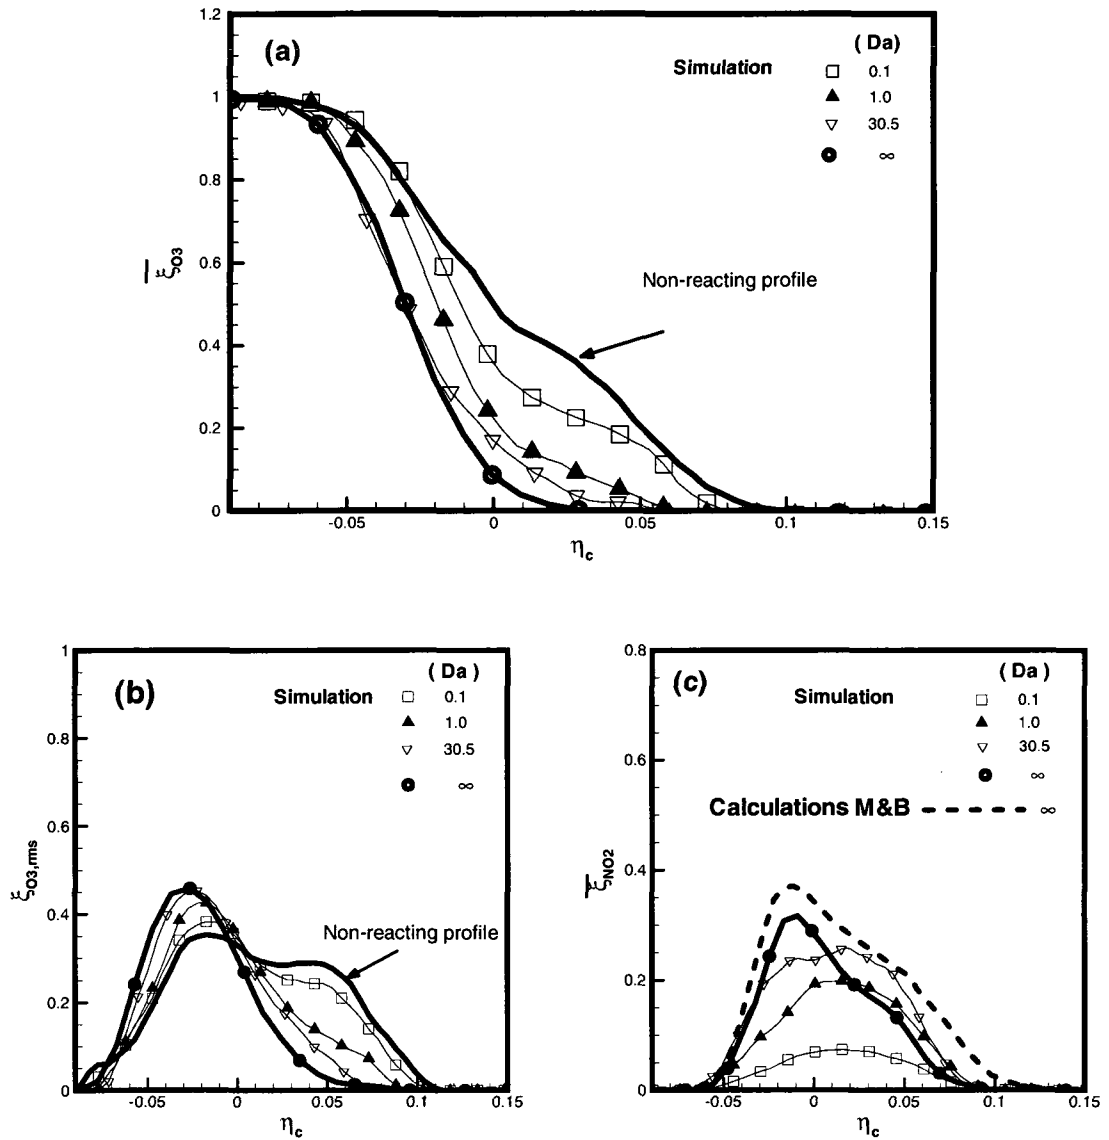 (a)
( Da)
Simulation
0.1
1.0
30.5
∞
Non-reacting profile
1.2
1
0.8
0.6
0.4
0.2
0
-0.05
0
0.05
0.1
0.15
ξ̅O3
ηc
(b)
( Da )
Simulation
0.1
1.0
30.5
∞
Non-reacting profile
1
0.8
0.6
0.4
0.2
0
-0.05
0
0.05
0.1
0.15
ξO3,rms
ηc
(c)
( Da )
Simulation
0.1
1.0
30.5
∞
Calculations M&B ∞
0.8
0.6
0.4
0.2
0
-0.05
0
0.05
0.1
0.15
ξ̅NO2
ηc